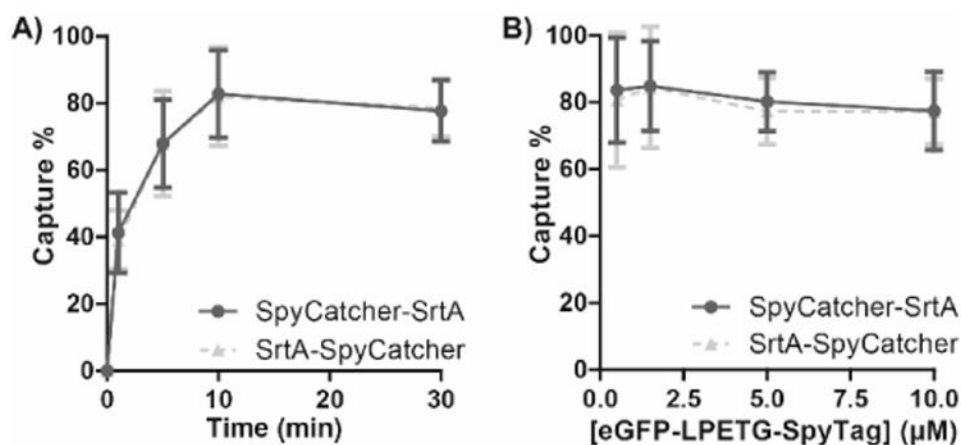 A)
100
80
60
40
20
0
Capture %
0 10 20 30
Time (min)
SpyCatcher-SrtA
SrtA-SpyCatcher
B)
100
80
60
40
20
0
Capture %
0.0 2.5 5.0 7.5 10.0
[eGFP-LPETG-SpyTag] (µM)
SpyCatcher-SrtA
SrtA-SpyCatcher